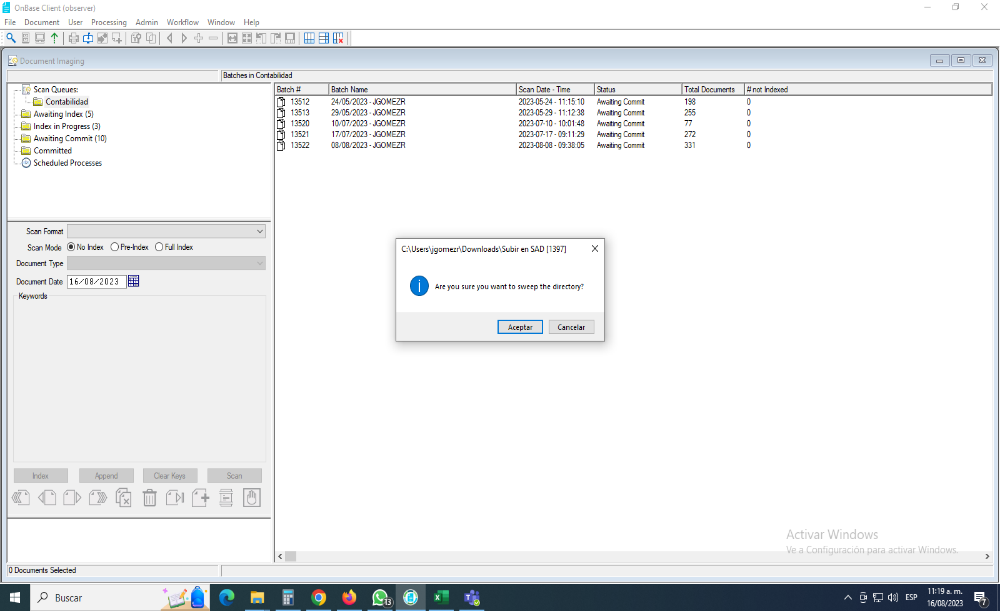 OnBase Client (observer)
File Document User Processing Admin Workflow Window Help
Document Imaging
Batches in Contabilidad
Scan Queues:
Contabilidad
Awaiting Index (5)
Index in Progress (3)
Awaiting Commit (10)
Committed
Scheduled Processes
Batch # Batch Name Scan Date - Time Status Total Documents # not Indexed
13512 24/05/2023 - JGOMEZR 2023-05-24 - 11:15:10 Awaiting Commit 198 0
13513 29/05/2023 - JGOMEZR 2023-05-29 - 11:12:38 Awaiting Commit 255 0
13520 10/07/2023 - JGOMEZR 2023-07-10 - 10:01:48 Awaiting Commit 77 0
13521 17/07/2023 - JGOMEZR 2023-07-17 - 09:11:29 Awaiting Commit 272 0
13522 08/08/2023 - JGOMEZR 2023-08-08 - 09:38:05 Awaiting Commit 331 0
Scan Format
Scan Mode No Index Pre-Index Full Index
Document Type
Document Date 16/08/2023
Keywords
Index Append Clear Keys Scan
C:\Users\jgomezr\Downloads\Subir en SAD [1397]
Are you sure you want to sweep the directory?
Aceptar Cancelar
Activar Windows
Ve a Configuración para activar Windows.
0 Documents Selected
Buscar
13
ESP
11:19 a. m.
16/08/2023
7